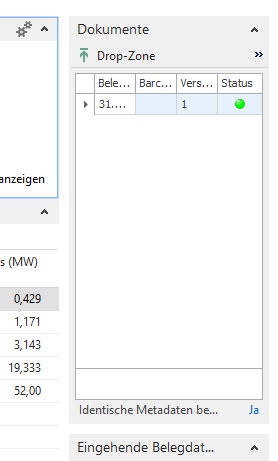 anzeigen
s (MW)
0,429
1,171
3,143
19,333
52,00
Dokumente
Drop-Zone »
Bele... Barc... Vers... Status
31.... 1
Identische Metadaten be... Ja
Eingehende Belegdat...